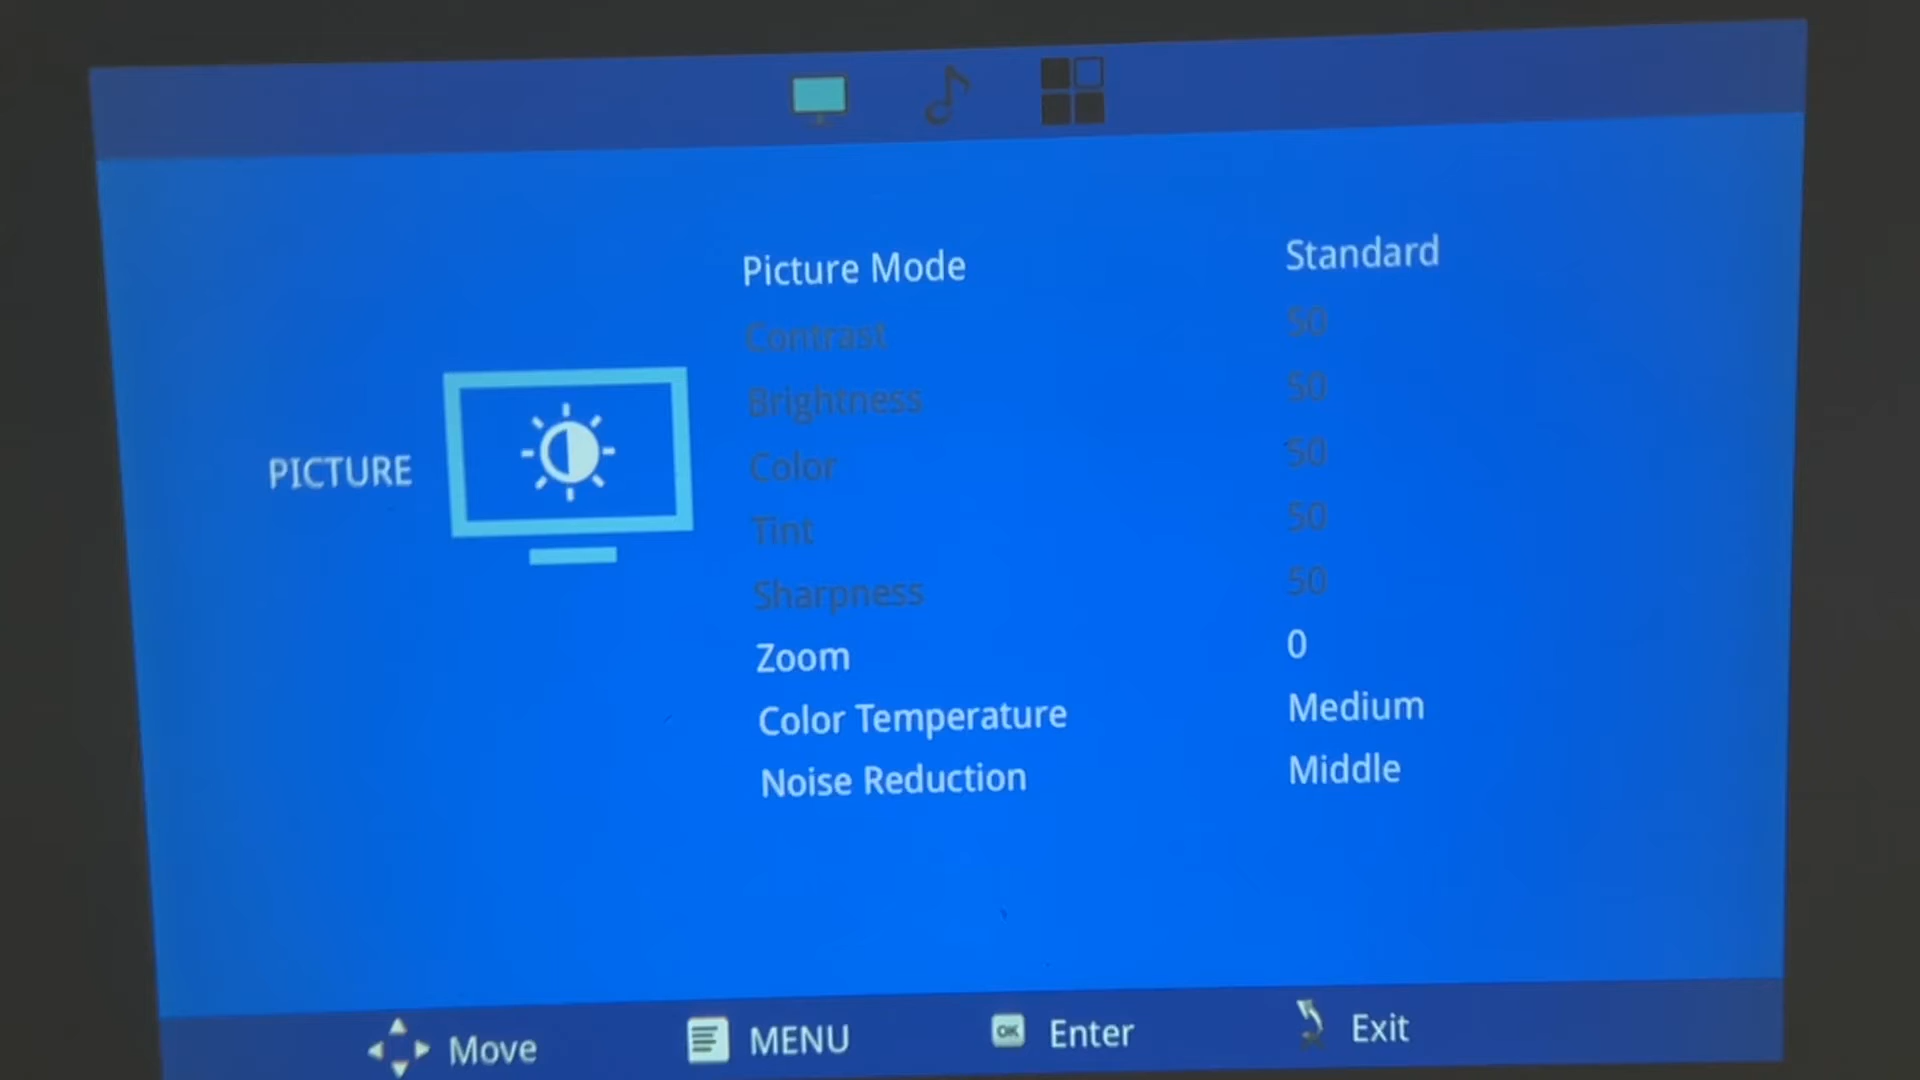 Picture Mode Standard
Contrast 50
Brightness 50
Color 50
PICTURE
Tint 50
Sharpness 50
Zoom 0
Color Temperature Medium
Noise Reduction Middle
Move MENU OK Enter Exit